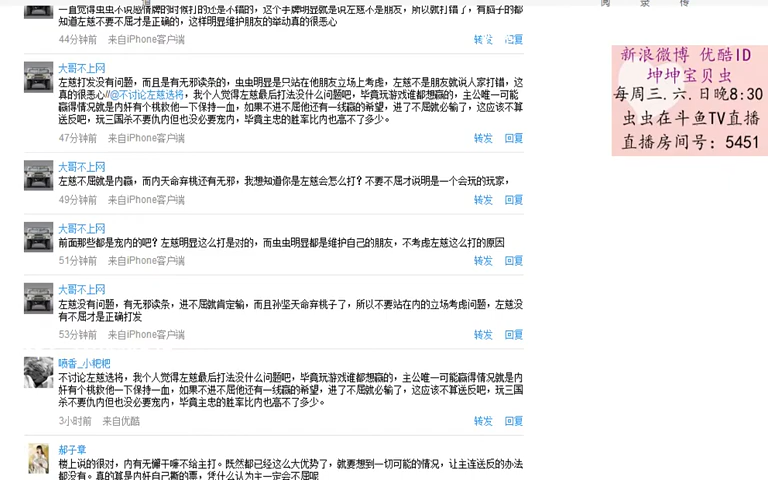 一直觉得虫虫不说感情牌的时候打的还是不错的，这个手牌明显就是说左慈不是朋友，所以就打错了，有脑子的都
知道左慈不要不屈才是正确的，这样明显维护朋友的举动真的很恶心
44分钟前 来自iPhone客户端 转发 回复
大哥不上网
左慈打发没有问题，而且是有无邪读条的，虫虫明显是只站在他朋友立场上考虑，左慈不是朋友就说人家打错，这
真的很恶心//@不讨论左慈选将，我个人觉得左慈最后打法没什么问题吧，毕竟玩游戏谁都想赢的，主公唯一可能
赢得情况就是内奸有个桃救他一下保持一血，如果不进不屈他还有一线赢的希望，进了不屈就必输了，这应该不算
送反吧，玩三国杀不要仇内但也没必要宠内，毕竟主忠的胜率比内也高不了多少。
47分钟前 来自iPhone客户端 转发 回复
大哥不上网
左慈不屈就是内赢，而内天命弃桃还有无邪，我想知道你是左慈会怎么打？不要不屈才说明是一个会玩的玩家，
49分钟前 来自iPhone客户端 转发 回复
大哥不上网
前面那些都是宠内的吧？左慈明显这么打是对的，而虫虫明显都是维护自己的朋友，不考虑左慈这么打的原因
51分钟前 来自iPhone客户端 转发 回复
大哥不上网
左慈没有问题，有无邪读条，进不屈就肯定输，而且孙坚天命弃桃子了，所以不要站在内的立场考虑问题，左慈没
有不屈才是正确打发
53分钟前 来自iPhone客户端 转发 回复
喷香_小粑粑
不讨论左慈选将，我个人觉得左慈最后打法没什么问题吧，毕竟玩游戏谁都想赢的，主公唯一可能赢得情况就是内
奸有个桃救他一下保持一血，如果不进不屈他还有一线赢的希望，进了不屈就必输了，这应该不算送反吧，玩三国
杀不要仇内但也没必要宠内，毕竟主忠的胜率比内也高不了多少。
3小时前 来自优酷 转发 回复
郝子章
楼上说的很对，内有无懈干嘛不给主打。既然都已经这么大优势了，就要想到一切可能的情况，让主连送反的办法
都没有。真的算是内奸自己撕的票，凭什么认为主一定会不屈呢
新浪微博 优酷ID
坤坤宝贝虫
每周三.六.日晚8:30
虫虫在斗鱼TV直播
直播房间号：5451